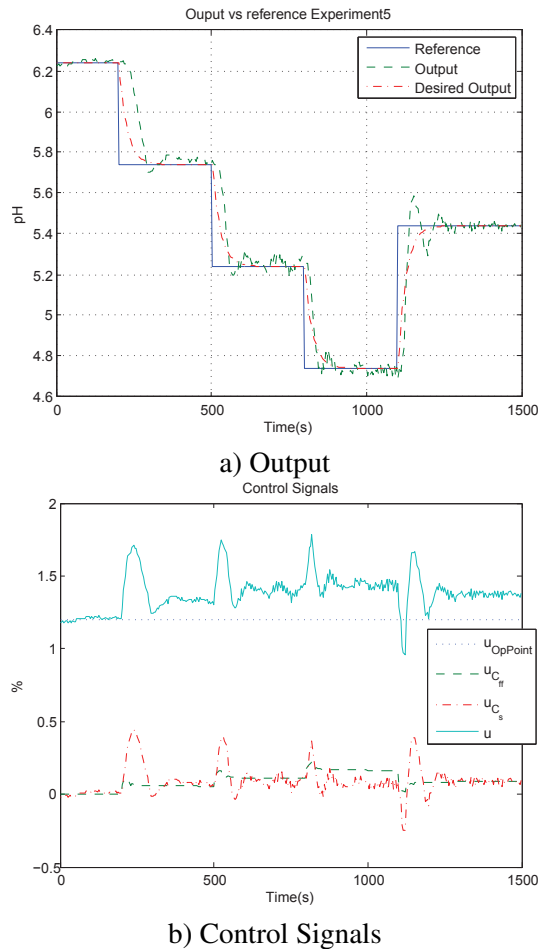 Ouput vs reference Experiment5
6.4
6.2
6
5.8
5.6
5.4
5.2
5
4.8
4.6
pH
Reference
Output
Desired Output
0
500
1000
1500
Time(s)
a) Output
Control Signals
2
1.5
1
0.5
0
-0.5
%
u_OpPoint
u_C_ff
u_C_s
u
0
500
1000
1500
Time(s)
b) Control Signals